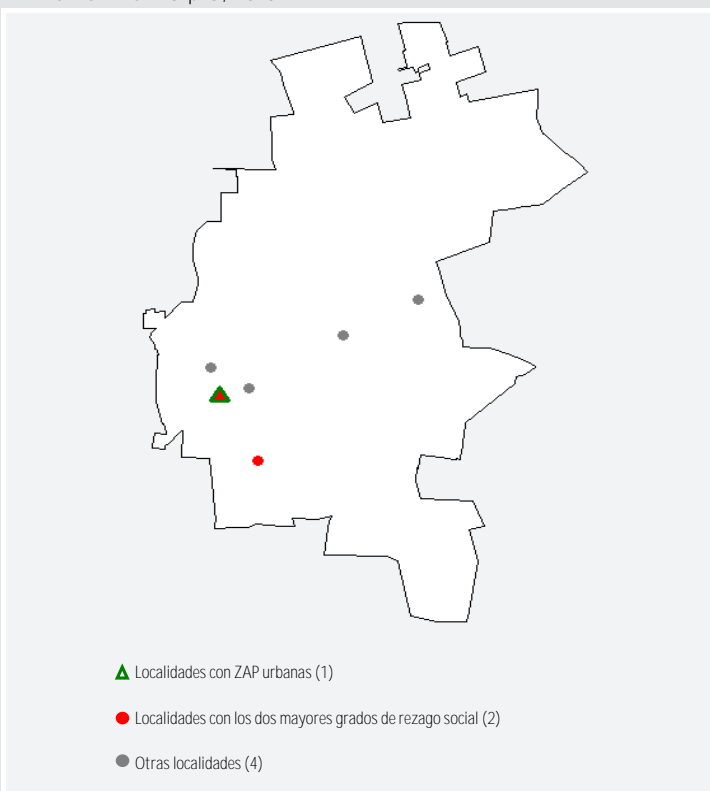 Localidades con ZAP urbanas (1)
Localidades con los dos mayores grados de rezago social (2)
Otras localidades (4)